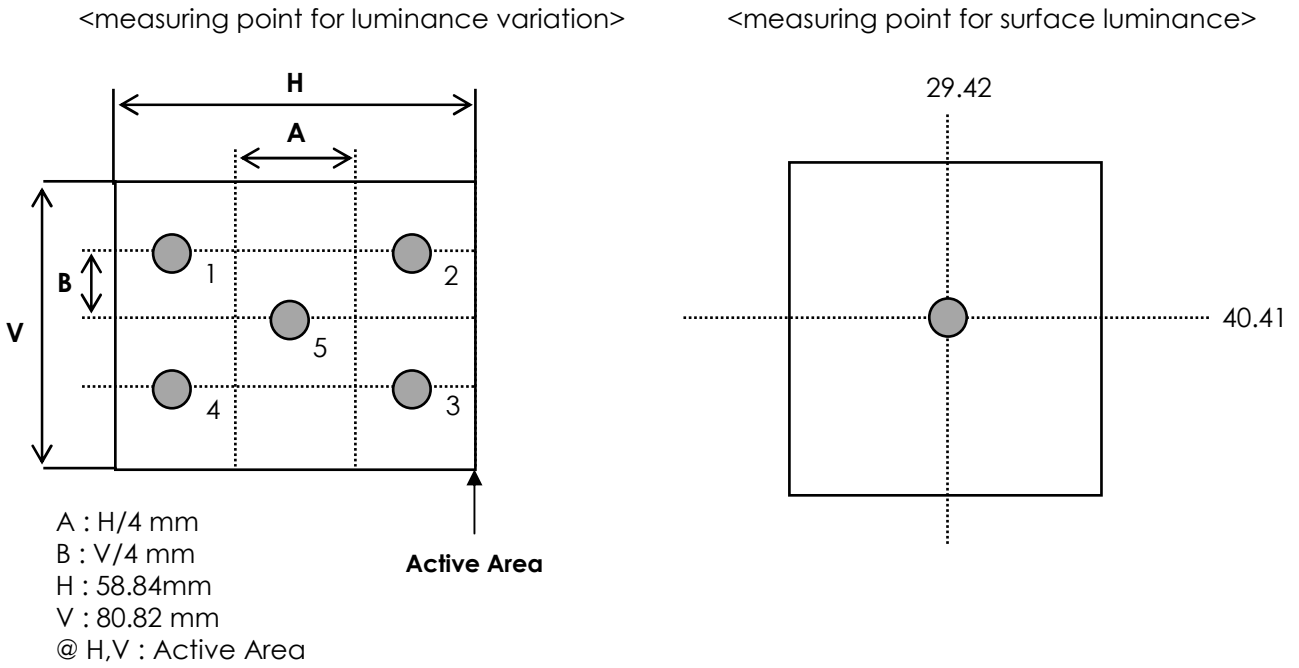 <measuring point for luminance variation>
<measuring point for surface luminance>
H
A
B
V
1
2
5
4
3
A : H/4 mm
B : V/4 mm
H : 58.84mm
V : 80.82 mm
@ H,V : Active Area
Active Area
29.42
40.41